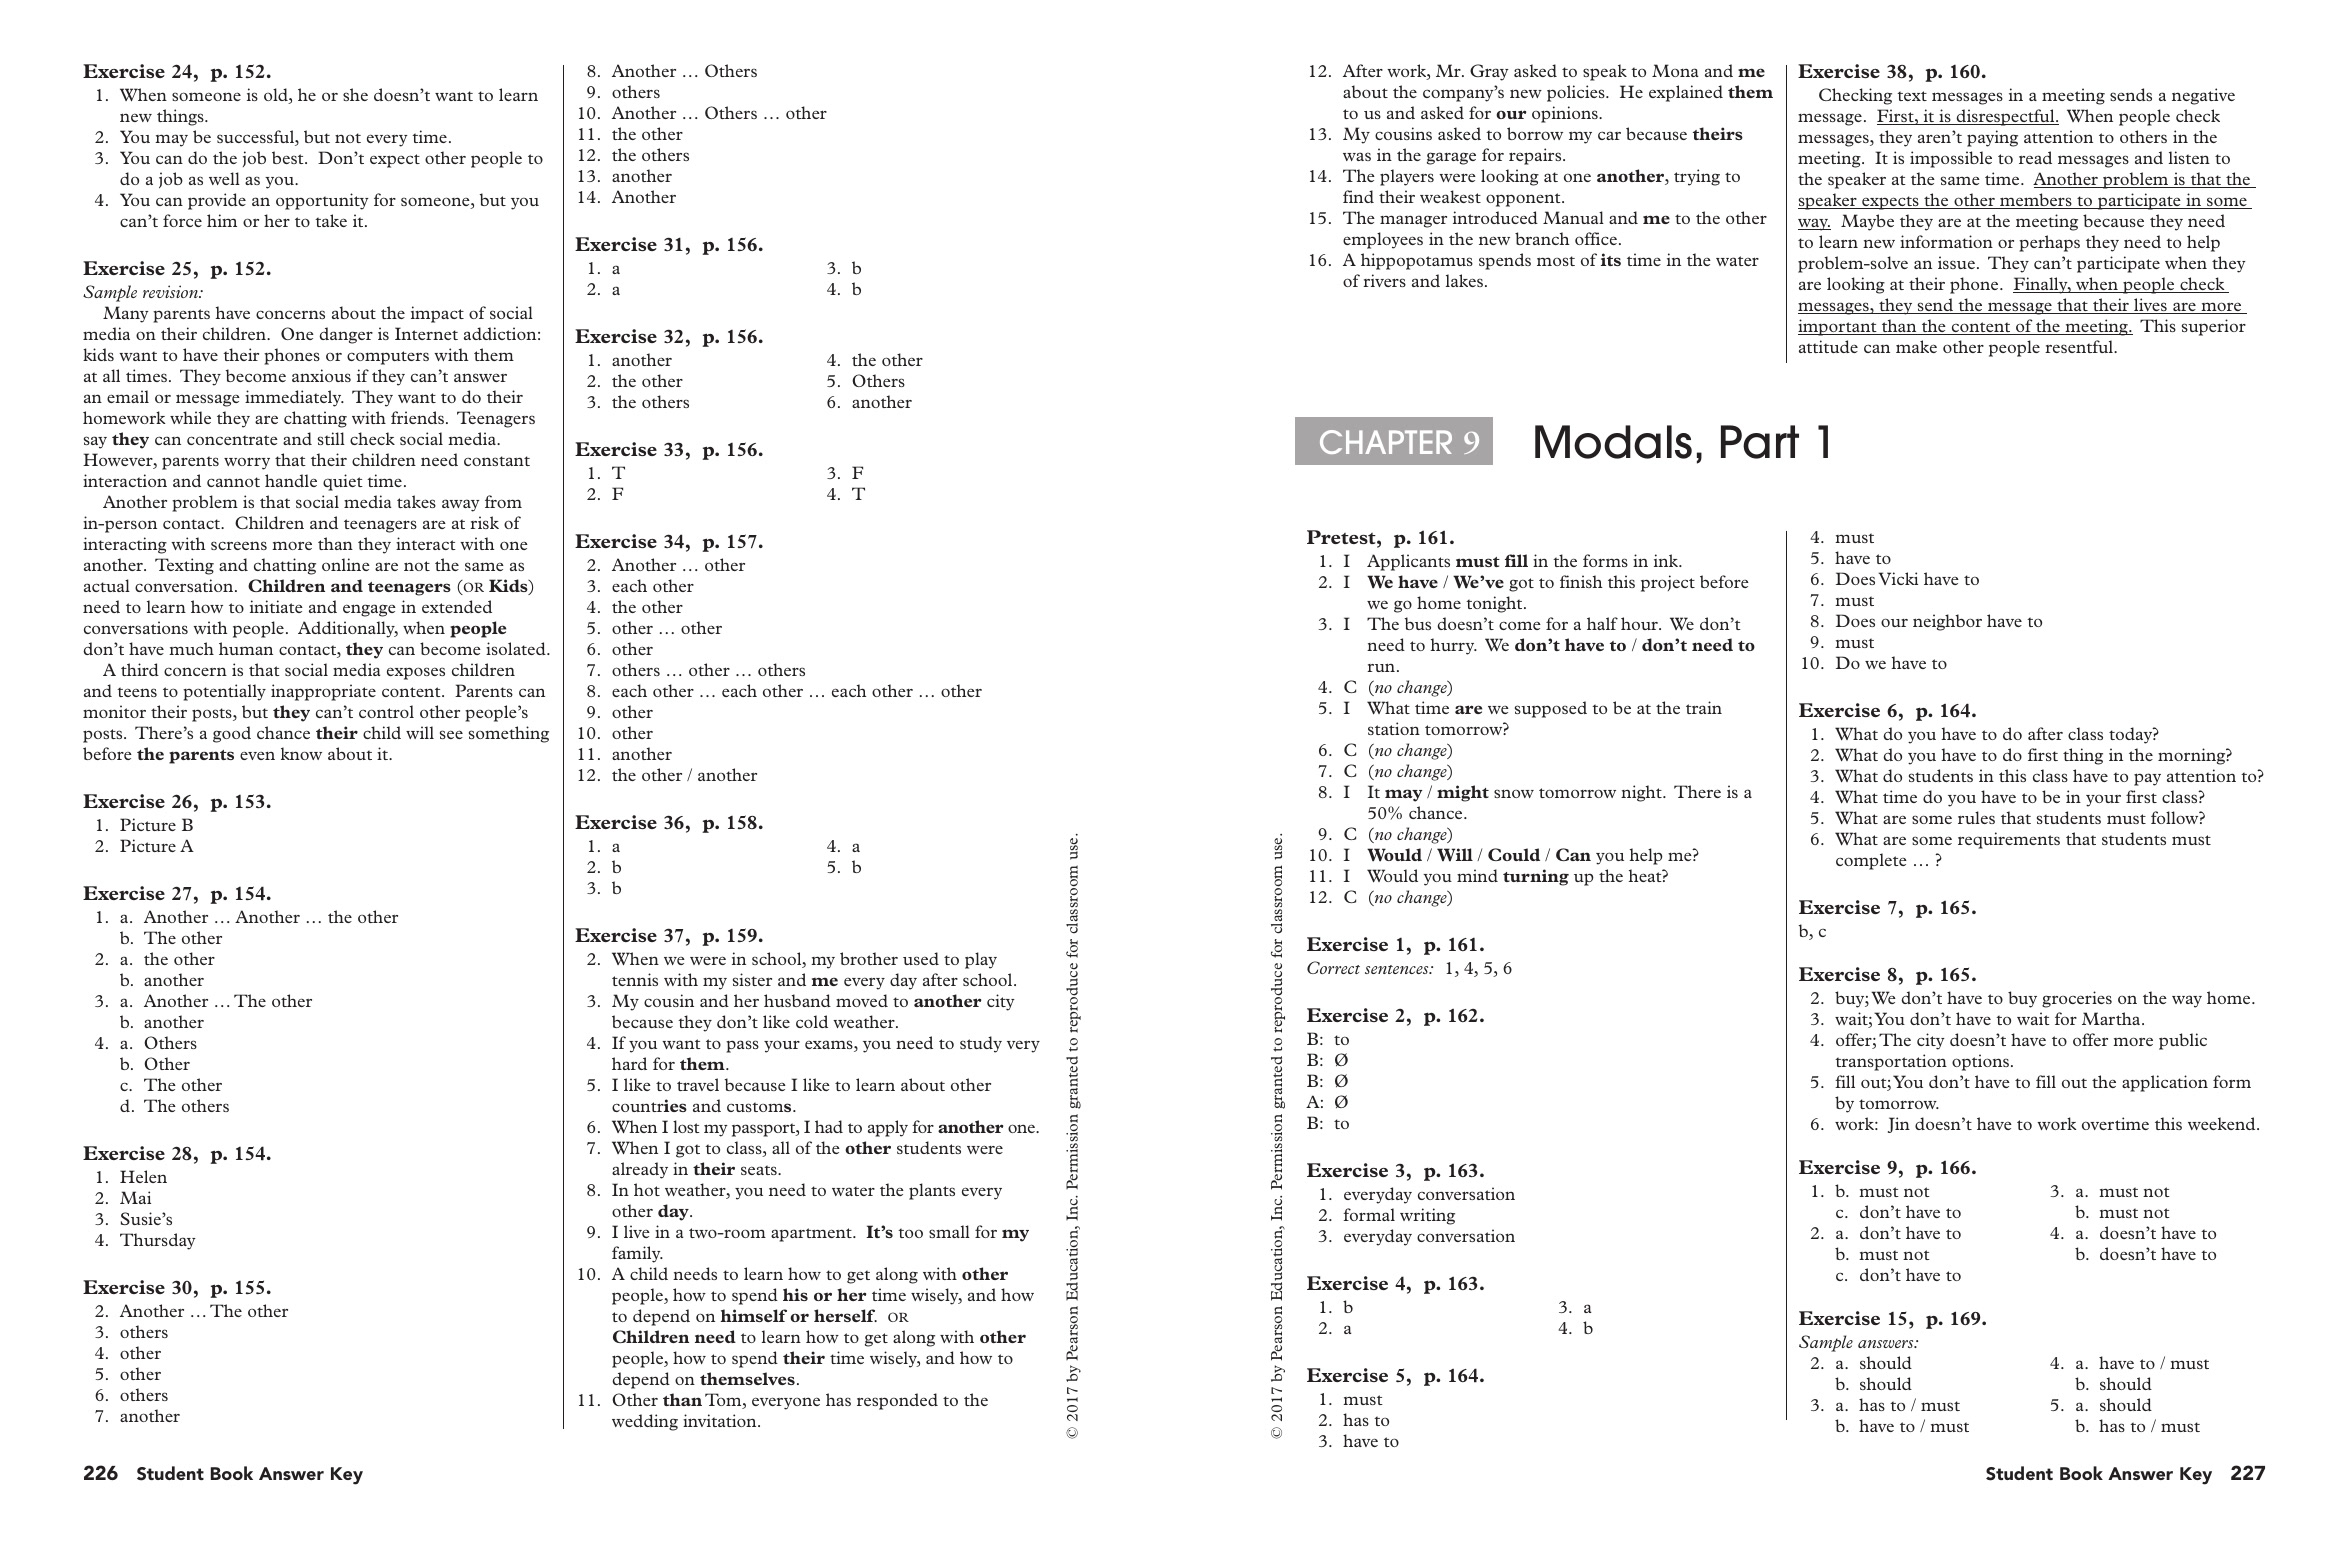 Exercise 24, p. 152.
1. When someone is old, he or she doesn’t want to learn
new things.
2. You may be successful, but not every time.
3. You can do the job best. Don’t expect other people to
do a job as well as you.
4. You can provide an opportunity for someone, but you
can’t force him or her to take it.
Exercise 25, p. 152.
Sample revision:
Many parents have concerns about the impact of social
media on their children. One danger is Internet addiction:
kids want to have their phones or computers with them
at all times. They become anxious if they can’t answer
an email or message immediately. They want to do their
homework while they are chatting with friends. Teenagers
say they can concentrate and still check social media.
However, parents worry that their children need constant
interaction and cannot handle quiet time.
Another problem is that social media takes away from
in-person contact. Children and teenagers are at risk of
interacting with screens more than they interact with one
another. Texting and chatting online are not the same as
actual conversation. Children and teenagers (OR Kids)
need to learn how to initiate and engage in extended
conversations with people. Additionally, when people
don’t have much human contact, they can become isolated.
A third concern is that social media exposes children
and teens to potentially inappropriate content. Parents can
monitor their posts, but they can’t control other people’s
posts. There’s a good chance their child will see something
before the parents even know about it.
Exercise 26, p. 153.
1. Picture B
2. Picture A
Exercise 27, p. 154.
1. a. Another … Another … the other
b. The other
2. a. the other
b. another
3. a. Another … The other
b. another
4. a. Others
b. Other
c. The other
d. The others
Exercise 28, p. 154.
1. Helen
2. Mai
3. Susie’s
4. Thursday
Exercise 30, p. 155.
2. Another … The other
3. others
4. other
5. other
6. others
7. another
8. Another … Others
9. others
10. Another … Others … other
11. the other
12. the others
13. another
14. Another
Exercise 31, p. 156.
1. a 3. b
2. a 4. b
Exercise 32, p. 156.
1. another 4. the other
2. the other 5. Others
3. the others 6. another
Exercise 33, p. 156.
1. T 3. F
2. F 4. T
Exercise 34, p. 157.
2. Another … other
3. each other
4. the other
5. other … other
6. other
7. others … other … others
8. each other … each other … each other … other
9. other
10. other
11. another
12. the other / another
Exercise 36, p. 158.
1. a 4. a
2. b 5. b
3. b
Exercise 37, p. 159.
2. When we were in school, my brother used to play
tennis with my sister and me every day after school.
3. My cousin and her husband moved to another city
because they don’t like cold weather.
4. If you want to pass your exams, you need to study very
hard for them.
5. I like to travel because I like to learn about other
countries and customs.
6. When I lost my passport, I had to apply for another one.
7. When I got to class, all of the other students were
already in their seats.
8. In hot weather, you need to water the plants every
other day.
9. I live in a two-room apartment. It’s too small for my
family.
10. A child needs to learn how to get along with other
people, how to spend his or her time wisely, and how
to depend on himself or herself. OR
Children need to learn how to get along with other
people, how to spend their time wisely, and how to
depend on themselves.
11. Other than Tom, everyone has responded to the
wedding invitation.
© 2017 by Pearson Education, Inc. Permission granted to reproduce for classroom use.
226 Student Book Answer Key
12. After work, Mr. Gray asked to speak to Mona and me
about the company’s new policies. He explained them
to us and asked for our opinions.
13. My cousins asked to borrow my car because theirs
was in the garage for repairs.
14. The players were looking at one another, trying to
find their weakest opponent.
15. The manager introduced Manual and me to the other
employees in the new branch office.
16. A hippopotamus spends most of its time in the water
of rivers and lakes.
Exercise 38, p. 160.
Checking text messages in a meeting sends a negative
message. First, it is disrespectful. When people check
messages, they aren’t paying attention to others in the
meeting. It is impossible to read messages and listen to
the speaker at the same time. Another problem is that the
speaker expects the other members to participate in some
way. Maybe they are at the meeting because they need
to learn new information or perhaps they need to help
problem-solve an issue. They can’t participate when they
are looking at their phone. Finally, when people check
messages, they send the message that their lives are more
important than the content of the meeting. This superior
attitude can make other people resentful.
CHAPTER 9 Modals, Part 1
Pretest, p. 161.
1. I Applicants must fill in the forms in ink.
2. I We have / We’ve got to finish this project before
we go home tonight.
3. I The bus doesn’t come for a half hour. We don’t
need to hurry. We don’t have to / don’t need to
run.
4. C (no change)
5. I What time are we supposed to be at the train
station tomorrow?
6. C (no change)
7. C (no change)
8. I It may / might snow tomorrow night. There is a
50% chance.
9. C (no change)
10. I Would / Will / Could / Can you help me?
11. I Would you mind turning up the heat?
12. C (no change)
Exercise 1, p. 161.
Correct sentences: 1, 4, 5, 6
Exercise 2, p. 162.
B: to
B: Ø
B: Ø
A: Ø
B: to
Exercise 3, p. 163.
1. everyday conversation
2. formal writing
3. everyday conversation
Exercise 4, p. 163.
1. b 3. a
2. a 4. b
Exercise 5, p. 164.
1. must
2. has to
3. have to
4. must
5. have to
6. Does Vicki have to
7. must
8. Does our neighbor have to
9. must
10. Do we have to
Exercise 6, p. 164.
1. What do you have to do after class today?
2. What do you have to do first thing in the morning?
3. What do students in this class have to pay attention to?
4. What time do you have to be in your first class?
5. What are some rules that students must follow?
6. What are some requirements that students must
complete … ?
Exercise 7, p. 165.
b, c
Exercise 8, p. 165.
2. buy; We don’t have to buy groceries on the way home.
3. wait; You don’t have to wait for Martha.
4. offer; The city doesn’t have to offer more public
transportation options.
5. fill out; You don’t have to fill out the application form
by tomorrow.
6. work: Jin doesn’t have to work overtime this weekend.
Exercise 9, p. 166.
1. b. must not 3. a. must not
c. don’t have to b. must not
2. a. don’t have to 4. a. doesn’t have to
b. must not b. doesn’t have to
c. don’t have to
Exercise 15, p. 169.
Sample answers:
2. a. should 4. a. have to / must
b. should b. should
3. a. has to / must 5. a. should
b. have to / must b. has to / must
© 2017 by Pearson Education, Inc. Permission granted to reproduce for classroom use.
Student Book Answer Key 227